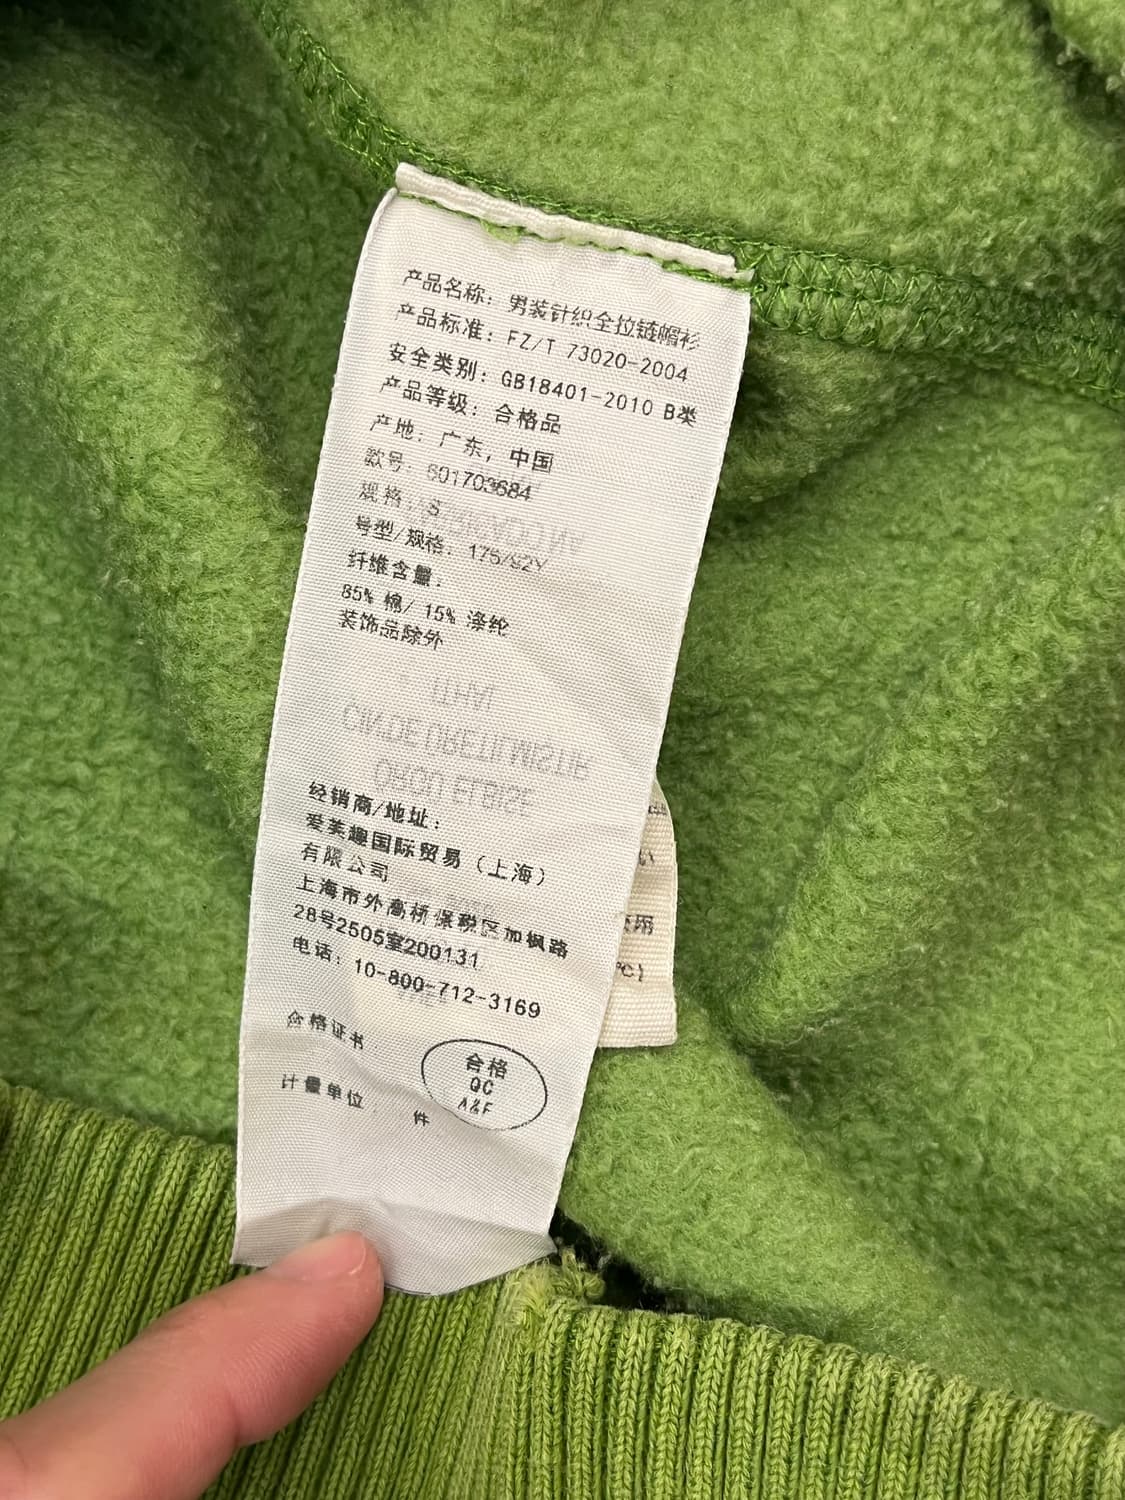 产品名称: 男装针织全拉链帽衫
产品标准: FZ/T 73020-2004
安全类别: GB18401-2010 B类
产品等级: 合格品
产地: 广东, 中国
款号: 601703684
规格: S
号型/规格: 175/92Y
纤维含量:
85% 棉/ 15% 涤纶
装饰品除外
经销商/地址:
爱芙趣国际贸易 (上海)
有限公司
上海市外高桥保税区加枫路
28号2505室200131
电话: 10-800-712-3169
合格证书
合格
QC
A&F
计量单位 件